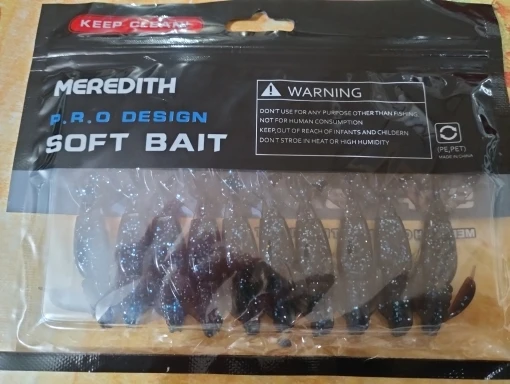 KEEP CLEAN!
MEREDITH
P.R.O DESIGN
SOFT BAIT
WARNING
DON'T USE FOR ANY PURPOSE OTHER THAN FISHING
NOT FOR HUMAN CONSUMPTION
KEEP,OUT OF REACH OF INFANTS AND CHILDERN
DON'T STROE IN HEAT OR HIGH HUMIDITY
(PE,PET)
MADE IN CHINA